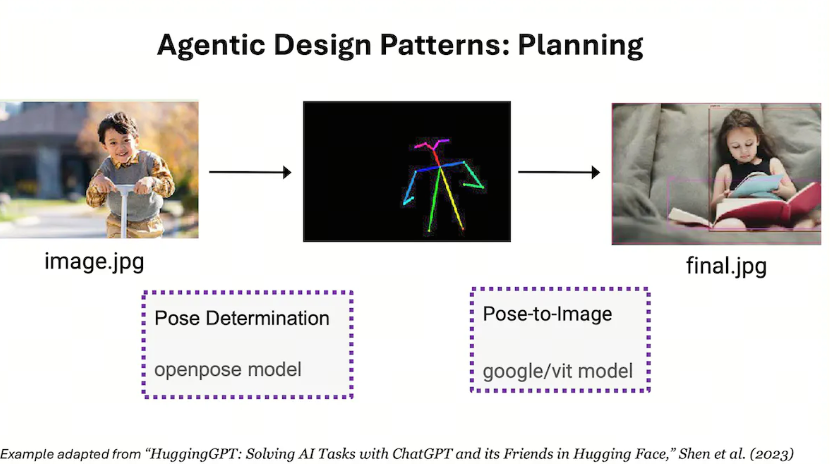 Agentic Design Patterns: Planning
image.jpg
final.jpg
Pose Determination
openpose model
Pose-to-Image
google/vit model
Example adapted from “HuggingGPT: Solving AI Tasks with ChatGPT and its Friends in Hugging Face,” Shen et al. (2023)